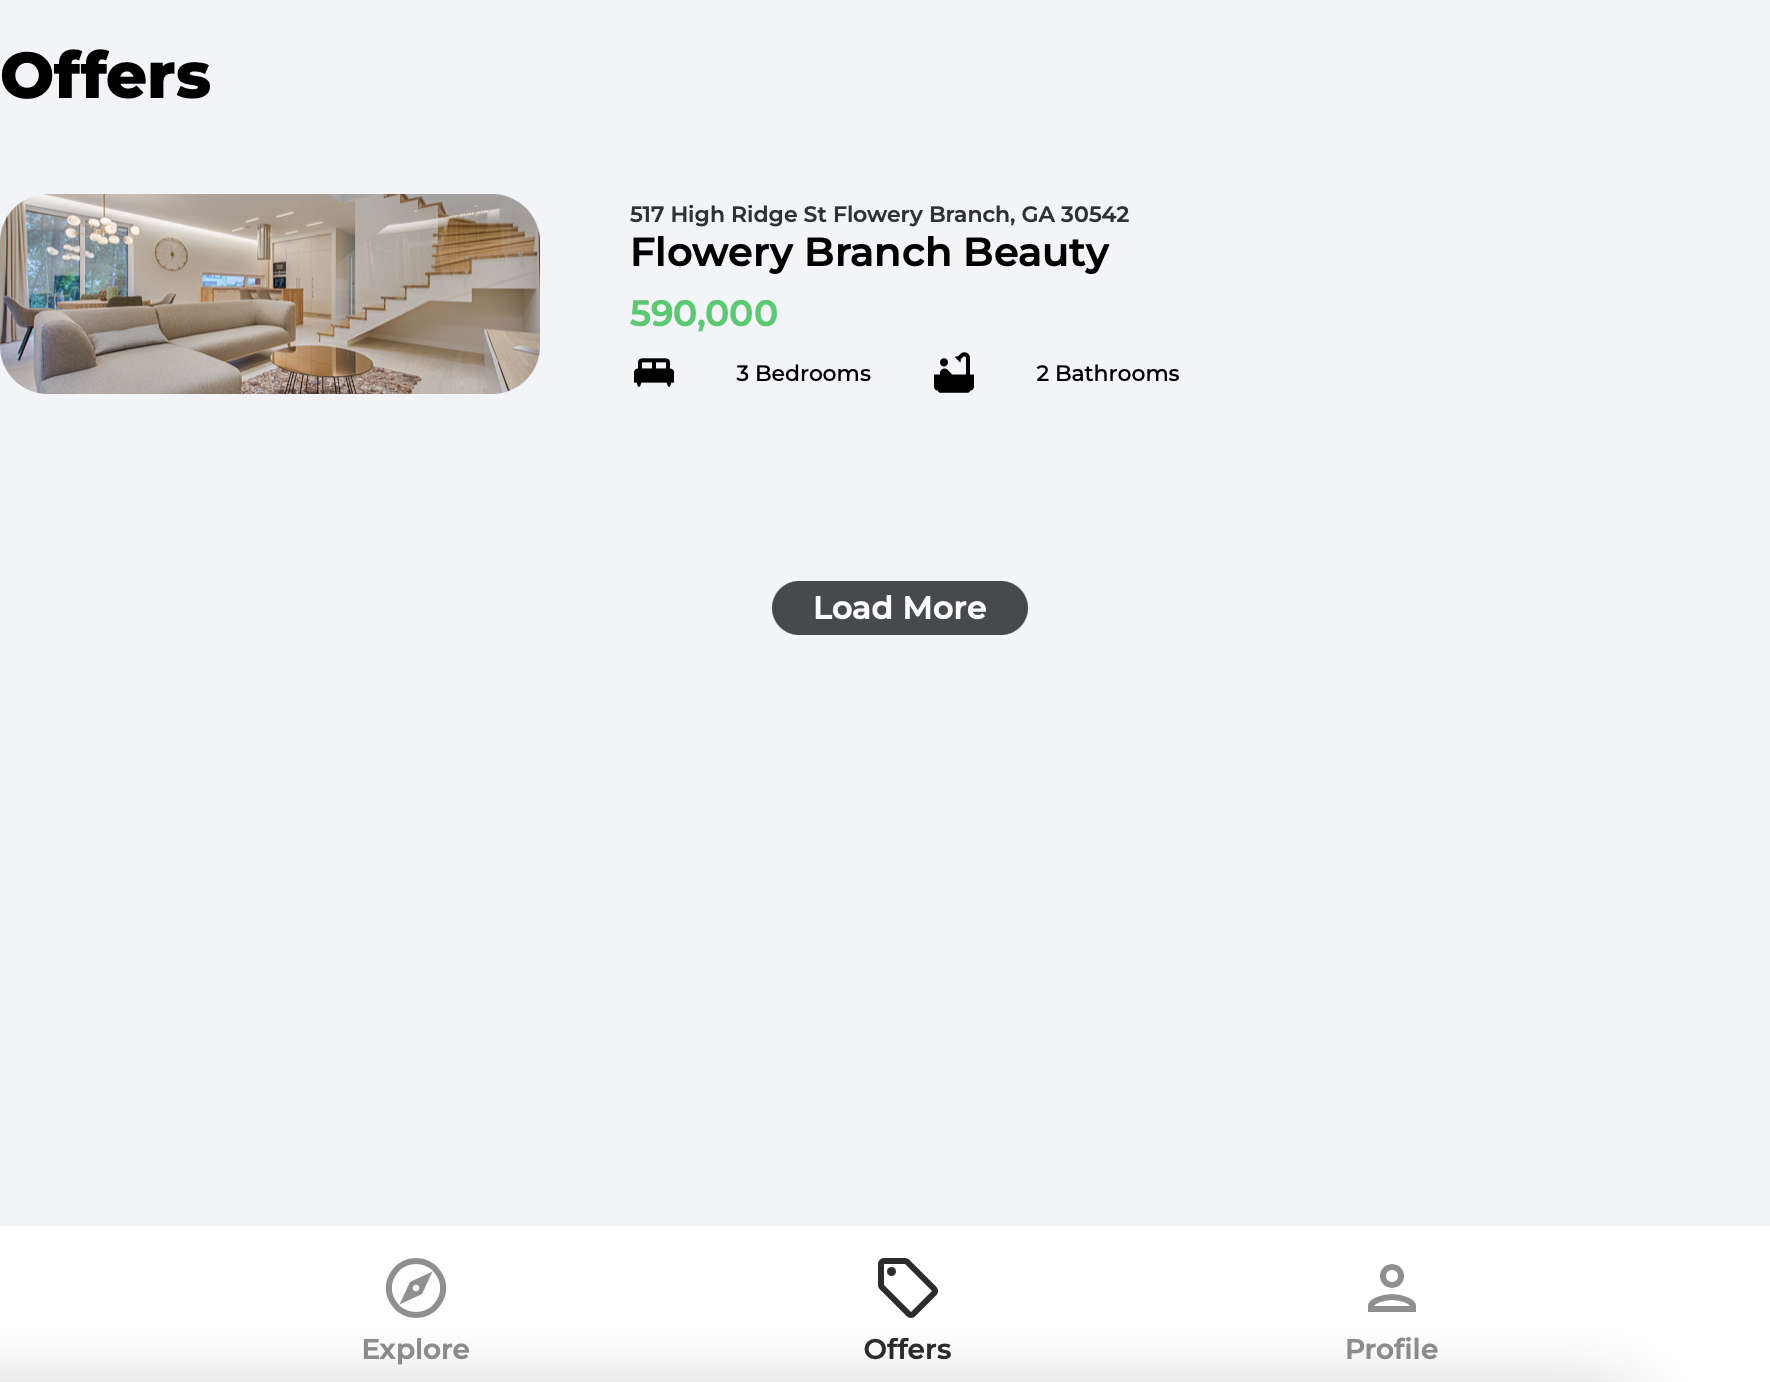 Offers
517 High Ridge St Flowery Branch, GA 30542
Flowery Branch Beauty
590,000
3 Bedrooms 2 Bathrooms
Load More
Explore Offers Profile